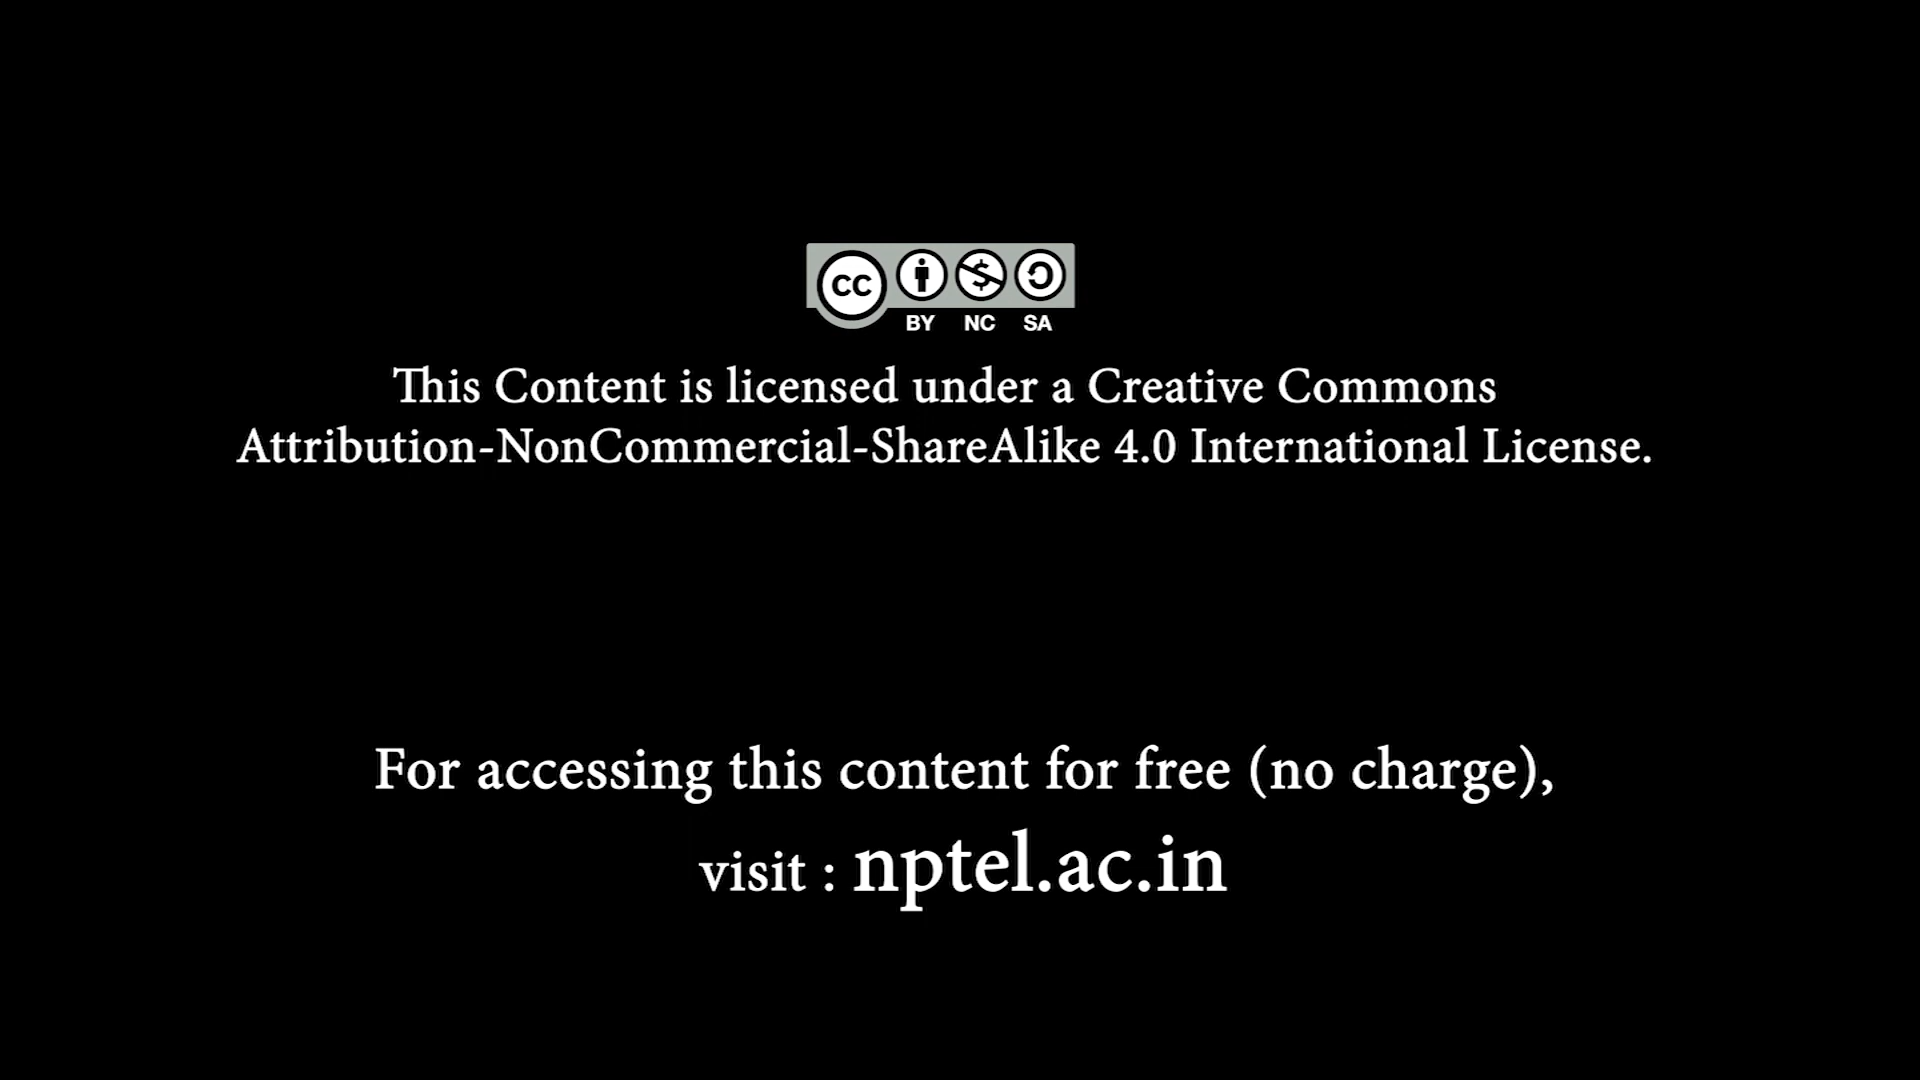 cc
BY NC SA
This Content is licensed under a Creative Commons
Attribution-NonCommercial-ShareAlike 4.0 International License.
For accessing this content for free (no charge),
visit : nptel.ac.in